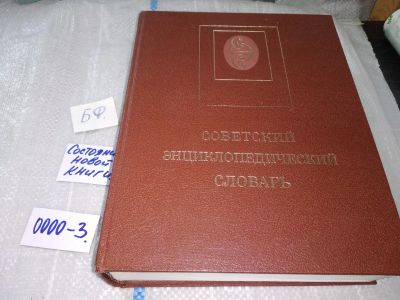 БФ.
Состояние
новой
книги
0000-3.
СОВЕТСКИЙ
ЭНЦИКЛОПЕДИЧЕСКИЙ
СЛОВАРЬ